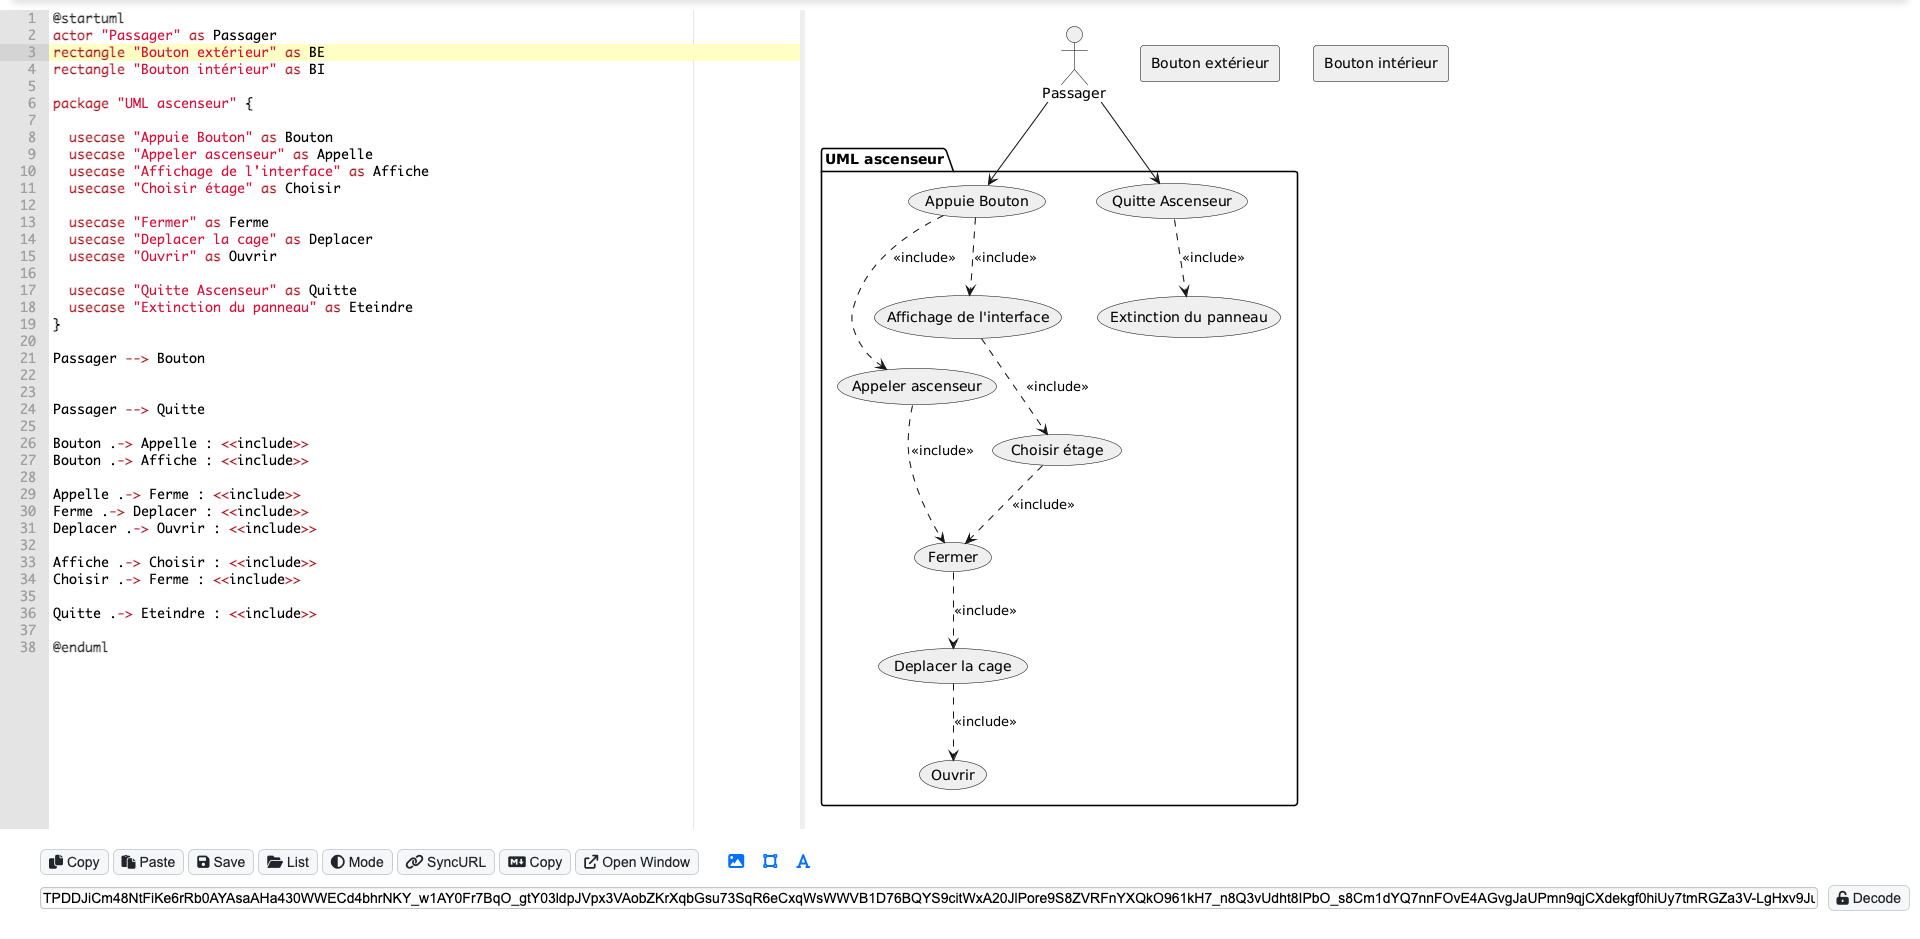 1 @startuml
2 actor "Passager" as Passager
3 rectangle "Bouton extérieur" as BE
4 rectangle "Bouton intérieur" as BI
5
6 package "UML ascenseur" {
7
8 usecase "Appuie Bouton" as Bouton
9 usecase "Appeler ascenseur" as Appelle
10 usecase "Affichage de l'interface" as Affiche
11 usecase "Choisir étage" as Choisir
12
13 usecase "Fermer" as Ferme
14 usecase "Deplacer la cage" as Deplacer
15 usecase "Ouvrir" as Ouvrir
16
17 usecase "Quitte Ascenseur" as Quitte
18 usecase "Extinction du panneau" as Eteindre
19 }
20
21 Passager --> Bouton
22
23
24 Passager --> Quitte
25
26 Bouton .-> Appelle : <<include>>
27 Bouton .-> Affiche : <<include>>
28
29 Appelle .-> Ferme : <<include>>
30 Ferme .-> Deplacer : <<include>>
31 Deplacer .-> Ouvrir : <<include>>
32
33 Affiche .-> Choisir : <<include>>
34 Choisir .-> Ferme : <<include>>
35
36 Quitte .-> Eteindre : <<include>>
37
38 @enduml
Bouton extérieur Bouton intérieur
Passager
UML ascenseur
Appuie Bouton Quitte Ascenseur
«include» «include» «include»
Affichage de l'interface Extinction du panneau
Appeler ascenseur «include»
«include» Choisir étage
«include»
Fermer
«include»
Deplacer la cage
«include»
Ouvrir
Copy Paste Save List Mode SyncURL Copy Open Window
Decode